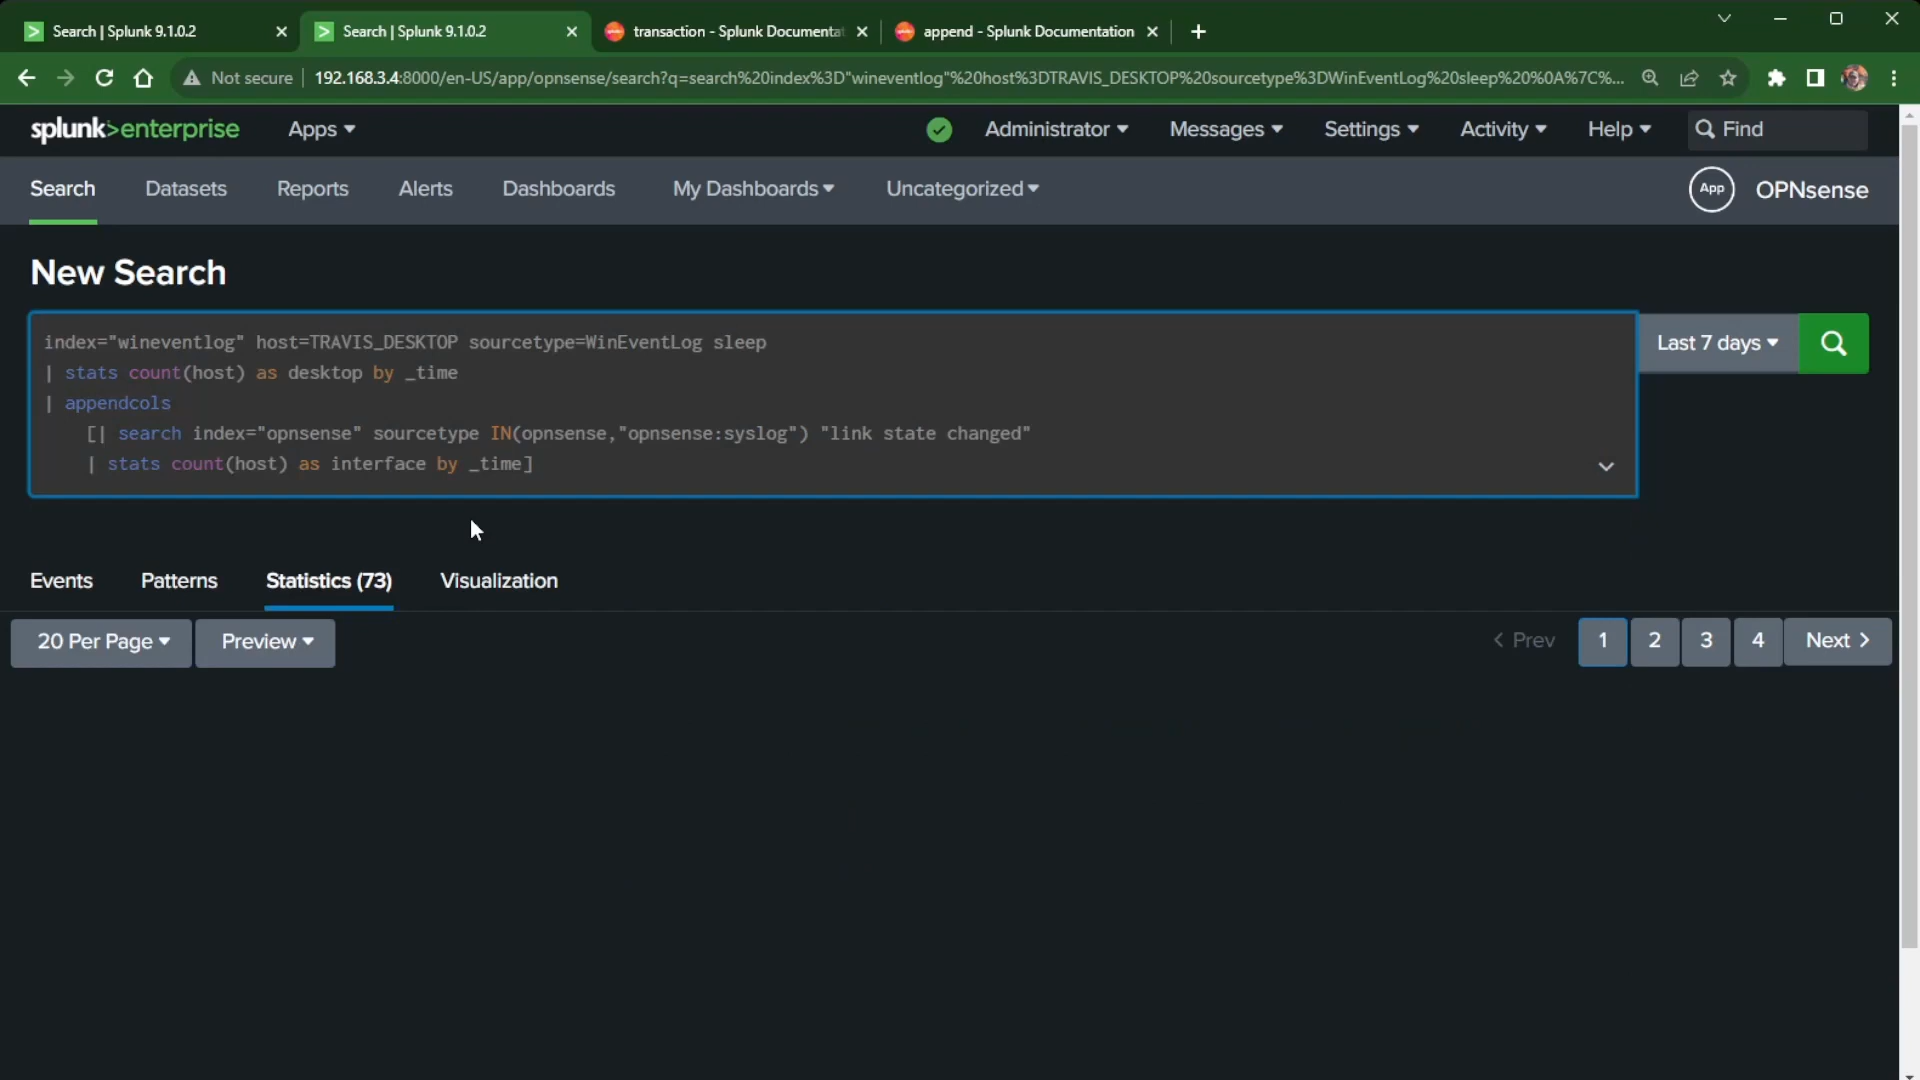 Search | Splunk 9.1.0.2
Search | Splunk 9.1.0.2
transaction - Splunk Documentat
append - Splunk Documentation
Not secure
192.168.3.4:8000/en-US/app/opnsense/search?q=search%20index%3D"wineventlog"%20host%3DTRAVIS_DESKTOP%20sourcetype%3DWinEventLog%20sleep%20%0A%7C%...
splunk>enterprise
Apps
Administrator
Messages
Settings
Activity
Help
Find
Search
Datasets
Reports
Alerts
Dashboards
My Dashboards
Uncategorized
App
OPNsense
New Search
index="wineventlog" host=TRAVIS_DESKTOP sourcetype=WinEventLog sleep
| stats count(host) as desktop by _time
| appendcols
[| search index="opnsense" sourcetype IN(opnsense,"opnsense:syslog") "link state changed"
| stats count(host) as interface by _time]
Last 7 days
Events
Patterns
Statistics (73)
Visualization
20 Per Page
Preview
< Prev
1
2
3
4
Next >